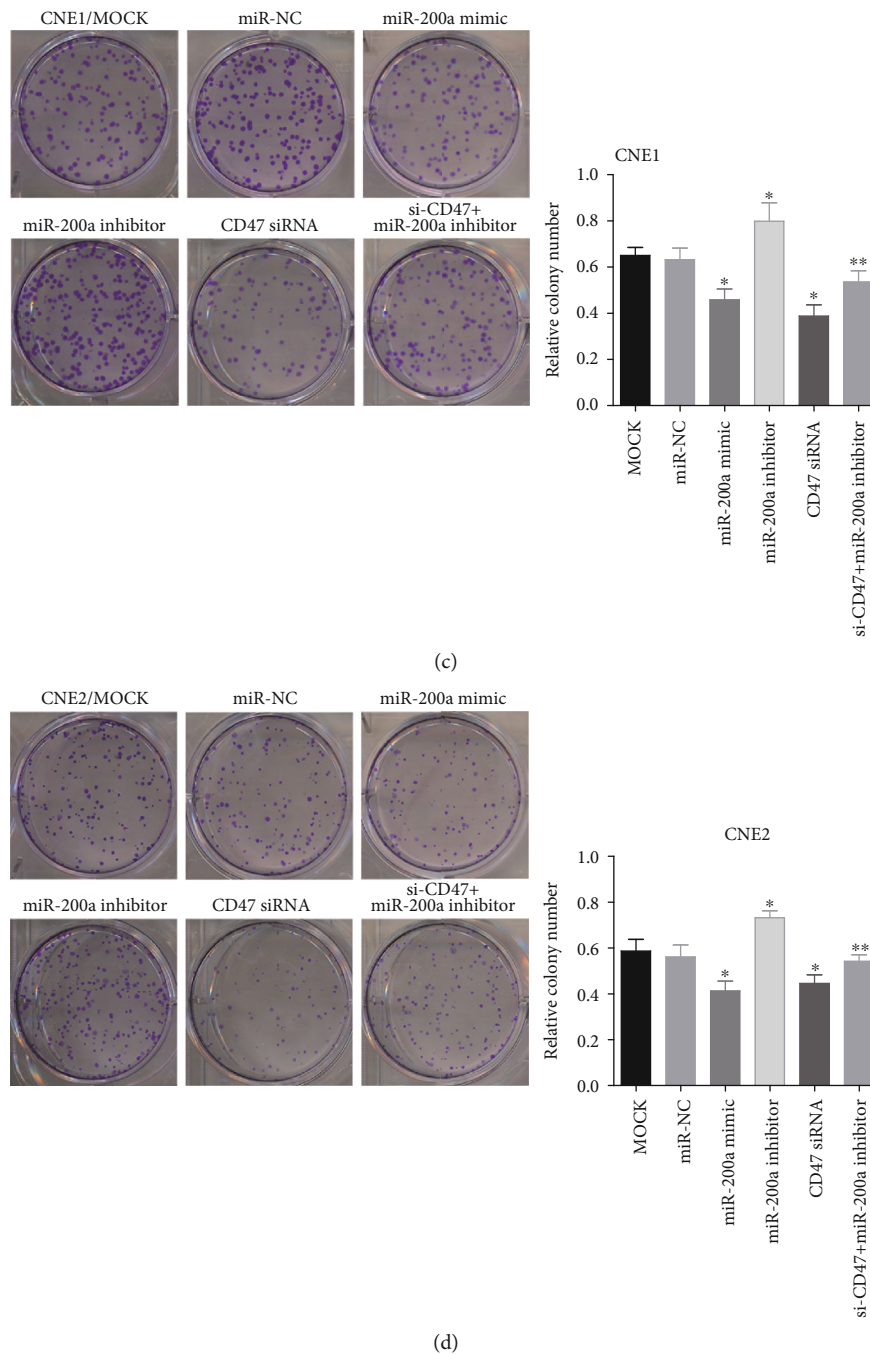 CNE1/MOCK
miR-NC
miR-200a mimic
miR-200a inhibitor
CD47 siRNA
si-CD47+
miR-200a inhibitor
CNE1
Relative colony number
1.0
0.8
0.6
0.4
0.2
0.0
*
*
*
**
MOCK
miR-NC
miR-200a mimic
miR-200a inhibitor
CD47 siRNA
si-CD47+miR-200a inhibitor
(c)
CNE2/MOCK
miR-NC
miR-200a mimic
miR-200a inhibitor
CD47 siRNA
si-CD47+
miR-200a inhibitor
CNE2
Relative colony number
1.0
0.8
0.6
0.4
0.2
0.0
*
*
*
**
MOCK
miR-NC
miR-200a mimic
miR-200a inhibitor
CD47 siRNA
si-CD47+miR-200a inhibitor
(d)